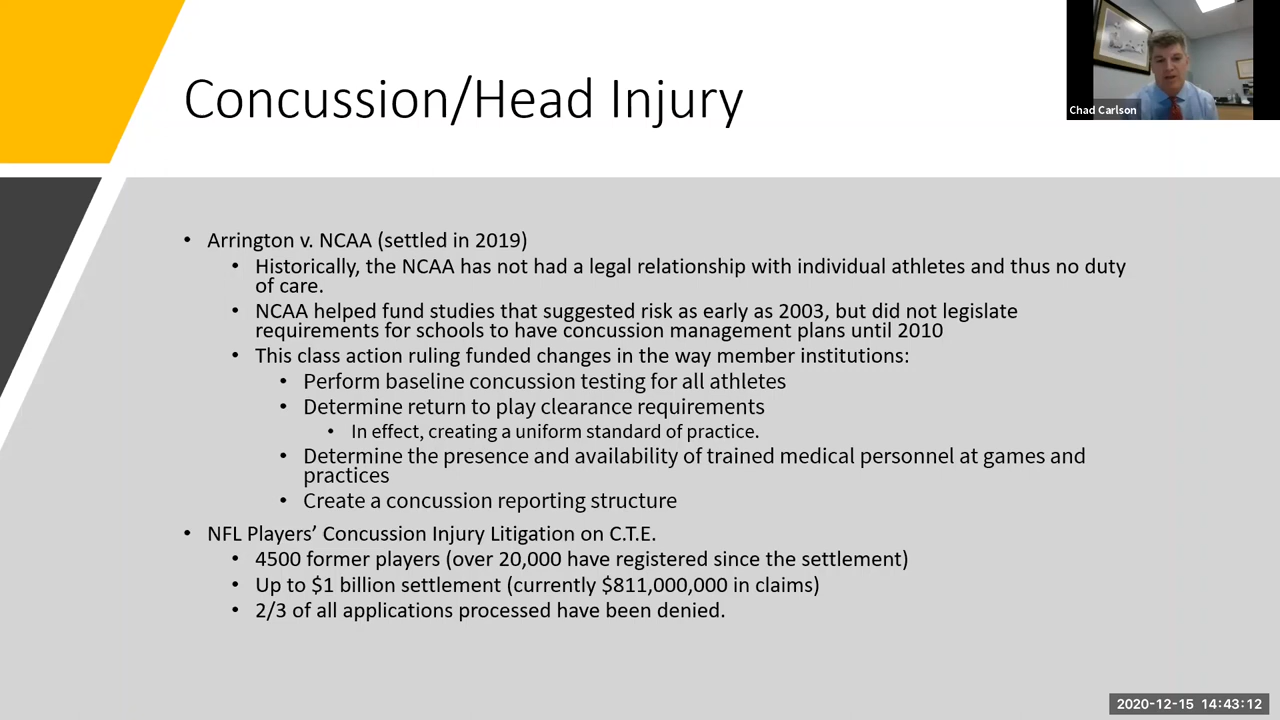 Concussion/Head Injury
Chad Carlson
• Arrington v. NCAA (settled in 2019)
• Historically, the NCAA has not had a legal relationship with individual athletes and thus no duty
of care.
• NCAA helped fund studies that suggested risk as early as 2003, but did not legislate
requirements for schools to have concussion management plans until 2010
• This class action ruling funded changes in the way member institutions:
• Perform baseline concussion testing for all athletes
• Determine return to play clearance requirements
• In effect, creating a uniform standard of practice.
• Determine the presence and availability of trained medical personnel at games and
practices
• Create a concussion reporting structure
• NFL Players’ Concussion Injury Litigation on C.T.E.
• 4500 former players (over 20,000 have registered since the settlement)
• Up to $1 billion settlement (currently $811,000,000 in claims)
• 2/3 of all applications processed have been denied.
2020-12-15 14:43:12